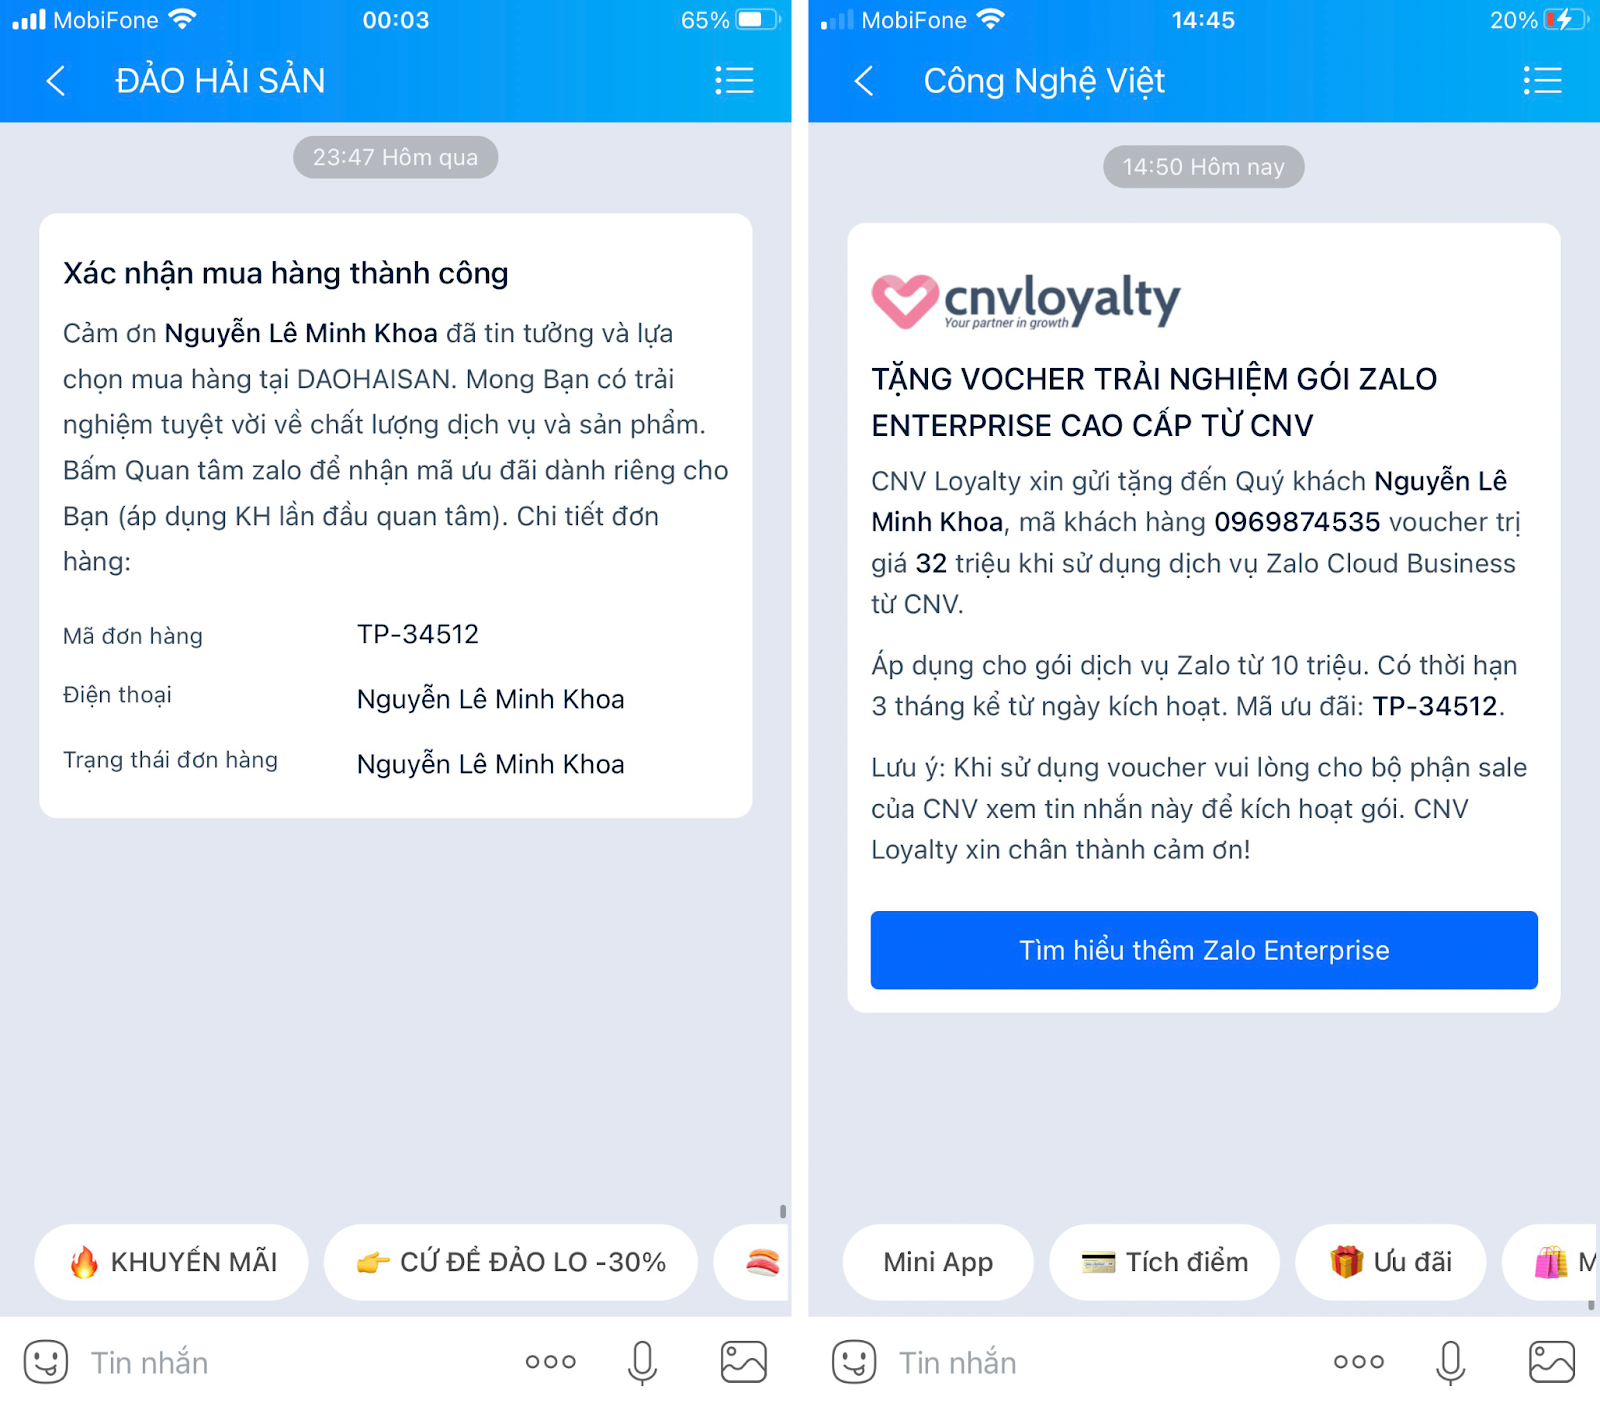 MobiFone 00:03 65%
ĐẢO HẢI SẢN
23:47 Hôm qua
Xác nhận mua hàng thành công
Cảm ơn Nguyễn Lê Minh Khoa đã tin tưởng và lựa
chọn mua hàng tại DAOHAISAN. Mong Bạn có trải
nghiệm tuyệt vời về chất lượng dịch vụ và sản phẩm.
Bấm Quan tâm zalo để nhận mã ưu đãi dành riêng cho
Bạn (áp dụng KH lần đầu quan tâm). Chi tiết đơn
hàng:
Mã đơn hàng TP-34512
Điện thoại Nguyễn Lê Minh Khoa
Trạng thái đơn hàng Nguyễn Lê Minh Khoa
KHUYẾN MÃI CỨ ĐỂ ĐẢO LO -30%
Tin nhắn
MobiFone 14:45 20%
Công Nghệ Việt
14:50 Hôm nay
cnvloyalty
Your partner in growth
TẶNG VOCHER TRẢI NGHIỆM GÓI ZALO
ENTERPRISE CAO CẤP TỪ CNV
CNV Loyalty xin gửi tặng đến Quý khách Nguyễn Lê
Minh Khoa, mã khách hàng 0969874535 voucher trị
giá 32 triệu khi sử dụng dịch vụ Zalo Cloud Business
từ CNV.
Áp dụng cho gói dịch vụ Zalo từ 10 triệu. Có thời hạn
3 tháng kể từ ngày kích hoạt. Mã ưu đãi: TP-34512.
Lưu ý: Khi sử dụng voucher vui lòng cho bộ phận sale
của CNV xem tin nhắn này để kích hoạt gói. CNV
Loyalty xin chân thành cảm ơn!
Tìm hiểu thêm Zalo Enterprise
Mini App Tích điểm Ưu đãi M
Tin nhắn